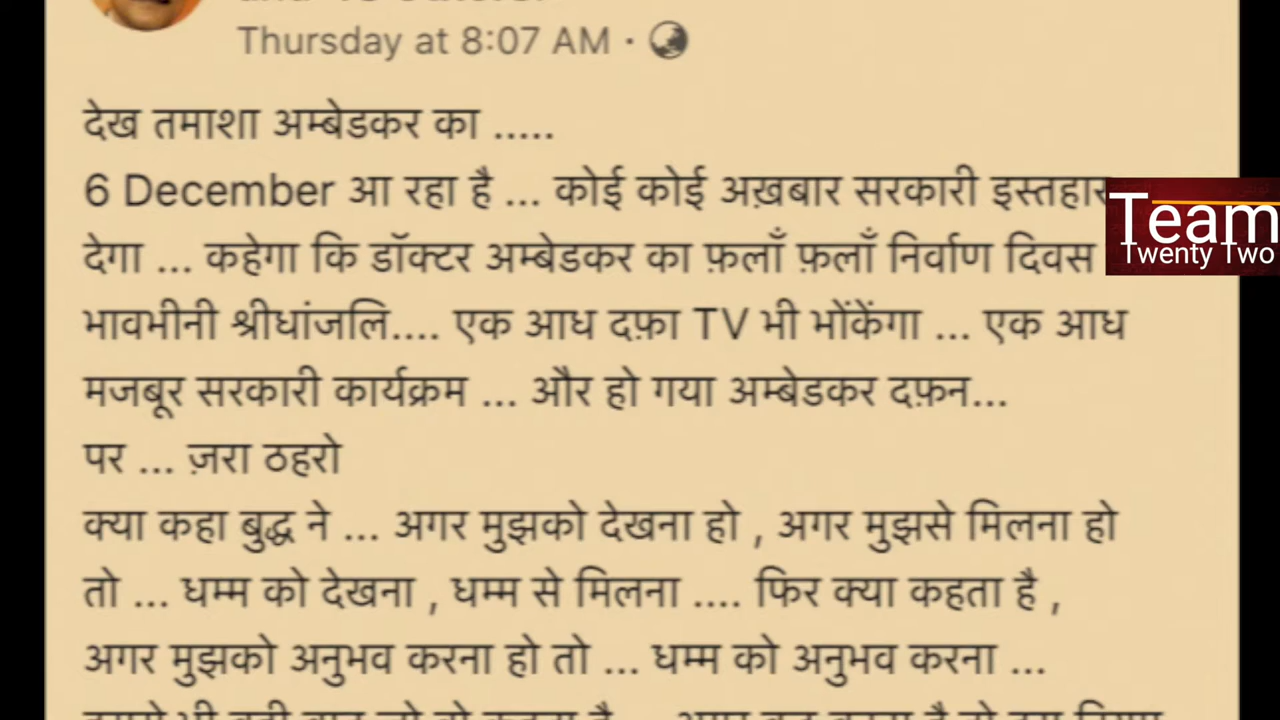 Thursday at 8:07 AM ·
देख तमाशा अम्बेडकर का .....
6 December आ रहा है ... कोई कोई अख़बार सरकारी इस्तहार
देगा ... कहेगा कि डॉक्टर अम्बेडकर का फ़लाँ फ़लाँ निर्वाण दिवस
भावभीनी श्रीधांजलि.... एक आध दफ़ा TV भी भोंकेंगा ... एक आध
मजबूर सरकारी कार्यक्रम ... और हो गया अम्बेडकर दफ़न...
पर ... ज़रा ठहरो
क्या कहा बुद्ध ने ... अगर मुझको देखना हो , अगर मुझसे मिलना हो
तो ... धम्म को देखना , धम्म से मिलना .... फिर क्या कहता है ,
अगर मुझको अनुभव करना हो तो ... धम्म को अनुभव करना ...
Team
Twenty Two